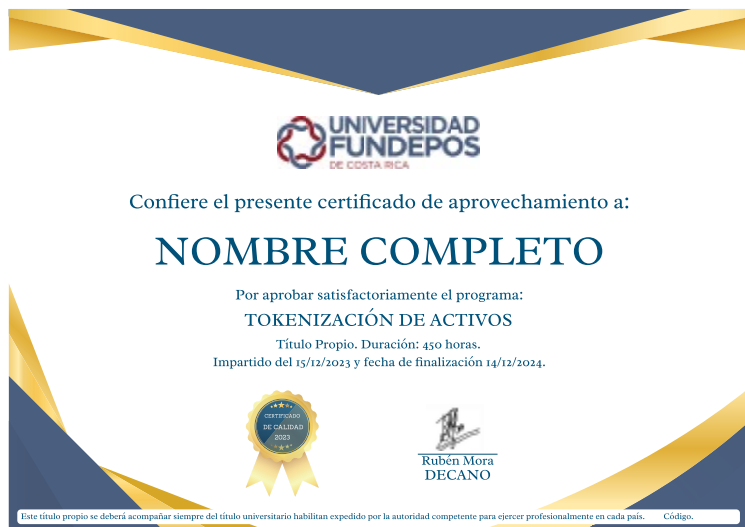 UNIVERSIDAD
FUNDEPOS
DE COSTA RICA
Confiere el presente certificado de aprovechamiento a:
NOMBRE COMPLETO
Por aprobar satisfactoriamente el programa:
TOKENIZACIÓN DE ACTIVOS
Título Propio. Duración: 450 horas.
Impartido del 15/12/2023 y fecha de finalización 14/12/2024.
CERTIFICADO
DE CALIDAD
2023
Rubén Mora
DECANO
Este título propio se deberá acompañar siempre del título universitario habilitan expedido por la autoridad competente para ejercer profesionalmente en cada país. Código.